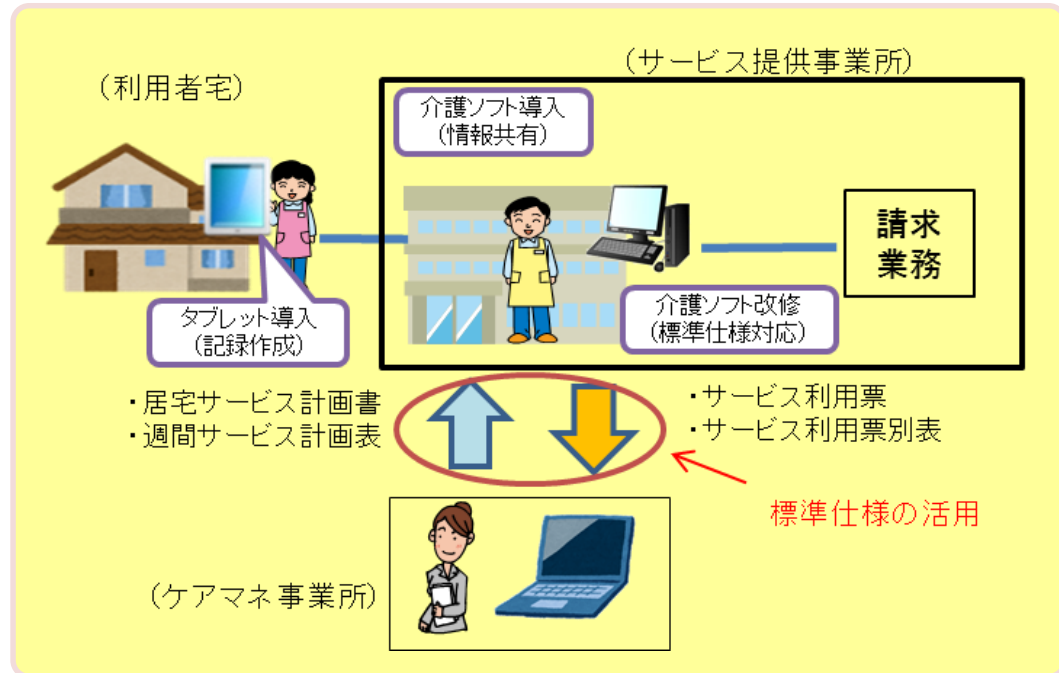 （サービス提供事業所）
（利用者宅）
介護ソフト導入
（情報共有）
請求
業務
タブレット導入
（記録作成）
介護ソフト改修
（標準仕様対応）
・居宅サービス計画書
・週間サービス計画表
・サービス利用票
・サービス利用票別表
標準仕様の活用
（ケアマネ事業所）